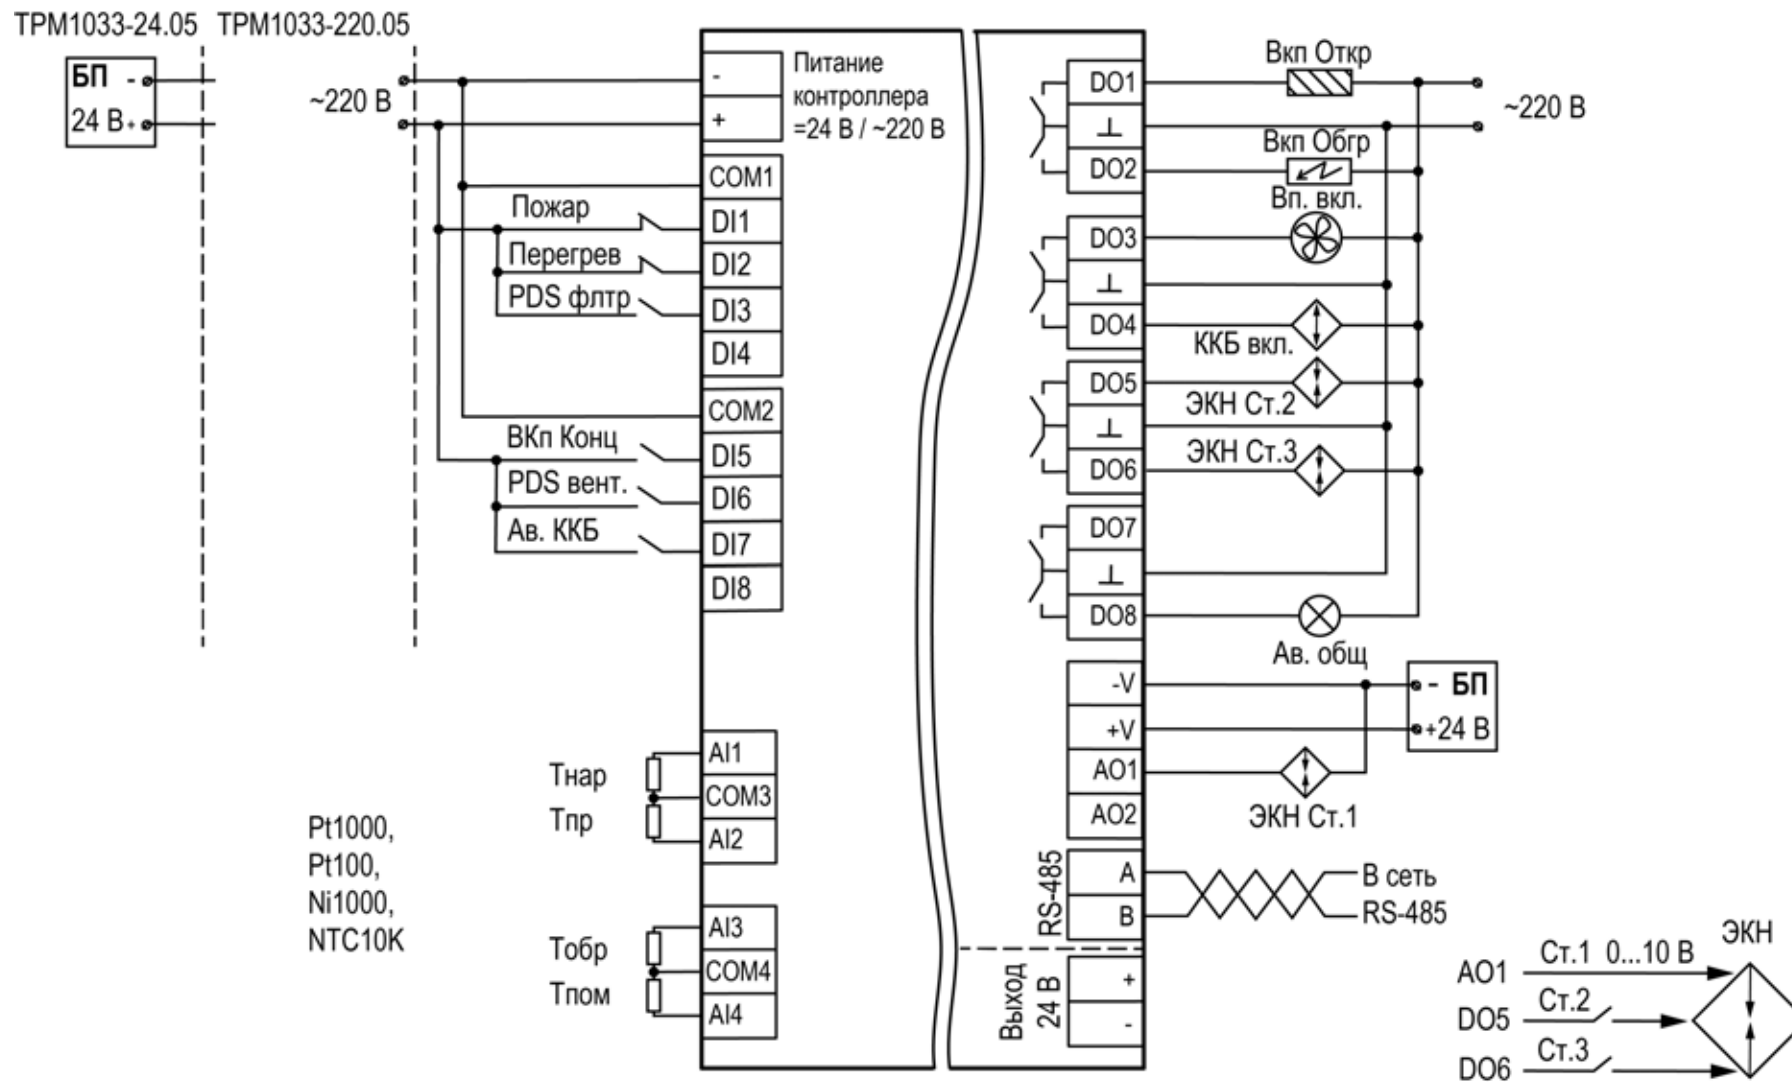 ТРМ1033-24.05
ТРМ1033-220.05
БП -
24 В +
~220 В
-
+
Питание
контроллера
=24 В / ~220 В
COM1
DI1
DI2
DI3
DI4
Пожар
Перегрев
PDS флтр
COM2
DI5
DI6
DI7
DI8
ВКп Конц
PDS вент.
Ав. ККБ
Тнар
Тпр
AI1
COM3
AI2
Pt1000,
Pt100,
Ni1000,
NTC10K
Тобр
Тпом
AI3
COM4
AI4
DO1
⊥
DO2
Вкп Откр
~220 В
Вкп Обгр
Вп. вкл.
DO3
⊥
DO4
ККБ вкл.
DO5
⊥
DO6
ЭКН Ст.2
ЭКН Ст.3
DO7
⊥
DO8
Ав. общ
-V
+V
AO1
AO2
- БП
+24 В
ЭКН Ст.1
RS-485
A
B
В сеть
RS-485
Выход
24 В
+
-
ЭКН
AO1 Ст.1 0...10 В
DO5 Ст.2
DO6 Ст.3